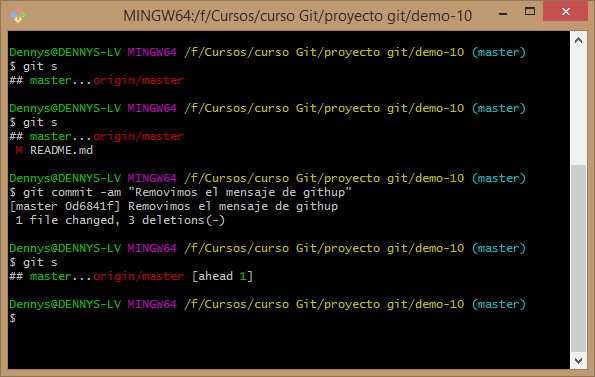 MINGW64:/f/Cursos/curso Git/proyecto git/demo-10
Dennys@DENNYS-LV MINGW64 /f/Cursos/curso Git/proyecto git/demo-10 (master)
$ git s
## master...origin/master
Dennys@DENNYS-LV MINGW64 /f/Cursos/curso Git/proyecto git/demo-10 (master)
$ git s
## master...origin/master
 M README.md
Dennys@DENNYS-LV MINGW64 /f/Cursos/curso Git/proyecto git/demo-10 (master)
$ git commit -am "Removimos el mensaje de githup"
[master 0d6841f] Removimos el mensaje de githup
 1 file changed, 3 deletions(-)
Dennys@DENNYS-LV MINGW64 /f/Cursos/curso Git/proyecto git/demo-10 (master)
$ git s
## master...origin/master [ahead 1]
Dennys@DENNYS-LV MINGW64 /f/Cursos/curso Git/proyecto git/demo-10 (master)
$